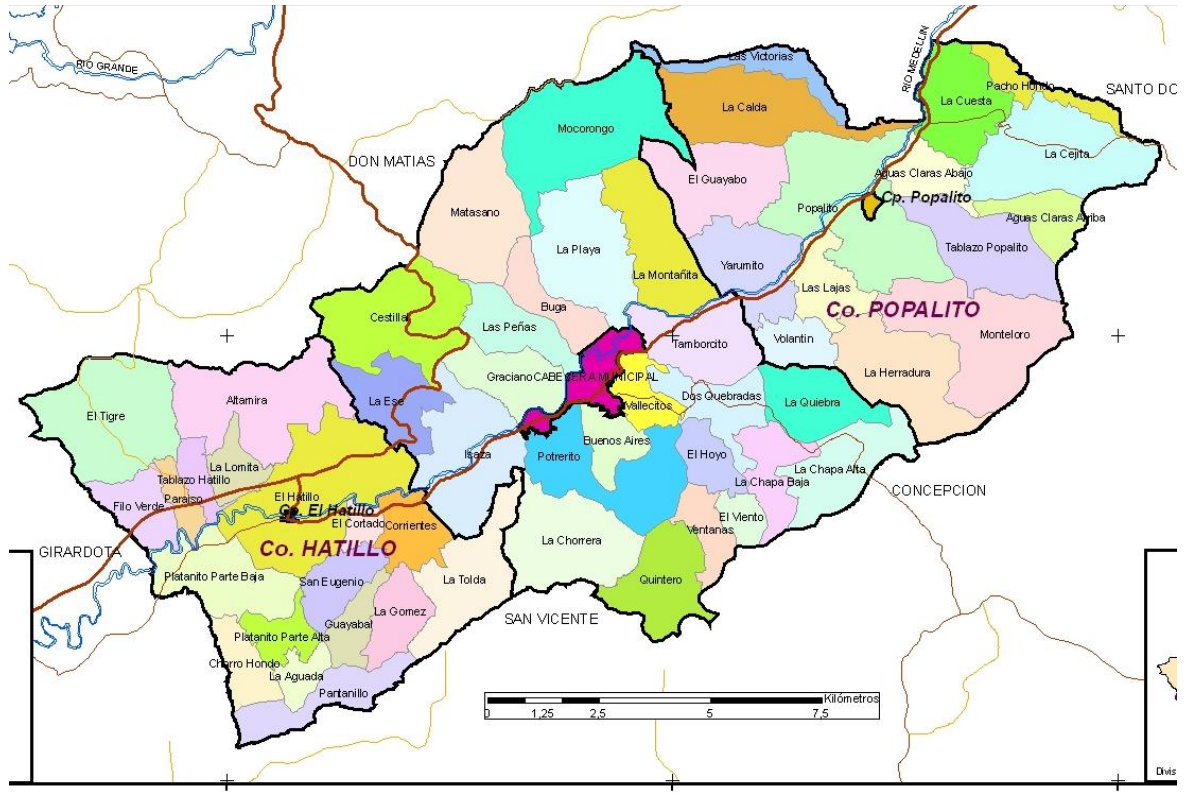 RIO GRANDE
RIO MEDELLIN
Las Victorias
La Calda
La Cuesta
Pacho Hondo
SANTO DO
Mocorongo
DON MATIAS
La Cejita
El Guayabo
Aguas Claras Abajo
Cp. Popalito
Popalito
Matasano
Aguas Claras Arriba
La Playa
Tablazo Popalito
La Montañita
Yarumito
Las Lajas
Co. POPALITO
Buga
Cestilla
Las Peñas
Tamborcito
Volantin
Monteloro
La Herradura
Graciano
CABECERA MUNICIPAL
Dos Quebradas
La Ese
Vallecitos
La Quiebra
Altamira
El Tigre
Isaza
Potrerito
Buenos Aires
El Hoyo
La Chapa Alta
La Chapa Baja
La Lomita
Tablazo Hatillo
Paraiso
Filo Verde
El Hatillo
Cp. El Hatillo
El Cortado
Corrientes
CONCEPCION
El Viento
Ventanas
Co. HATILLO
La Chorrera
GIRARDOTA
Platanito Parte Baja
San Eugenio
La Tolda
Quintero
La Gomez
Guayabal
SAN VICENTE
Platanito Parte Alta
Chorro Hondo
La Aguada
Pantanillo
Kilómetros
0 1,25 2,5 5 7,5
Divis